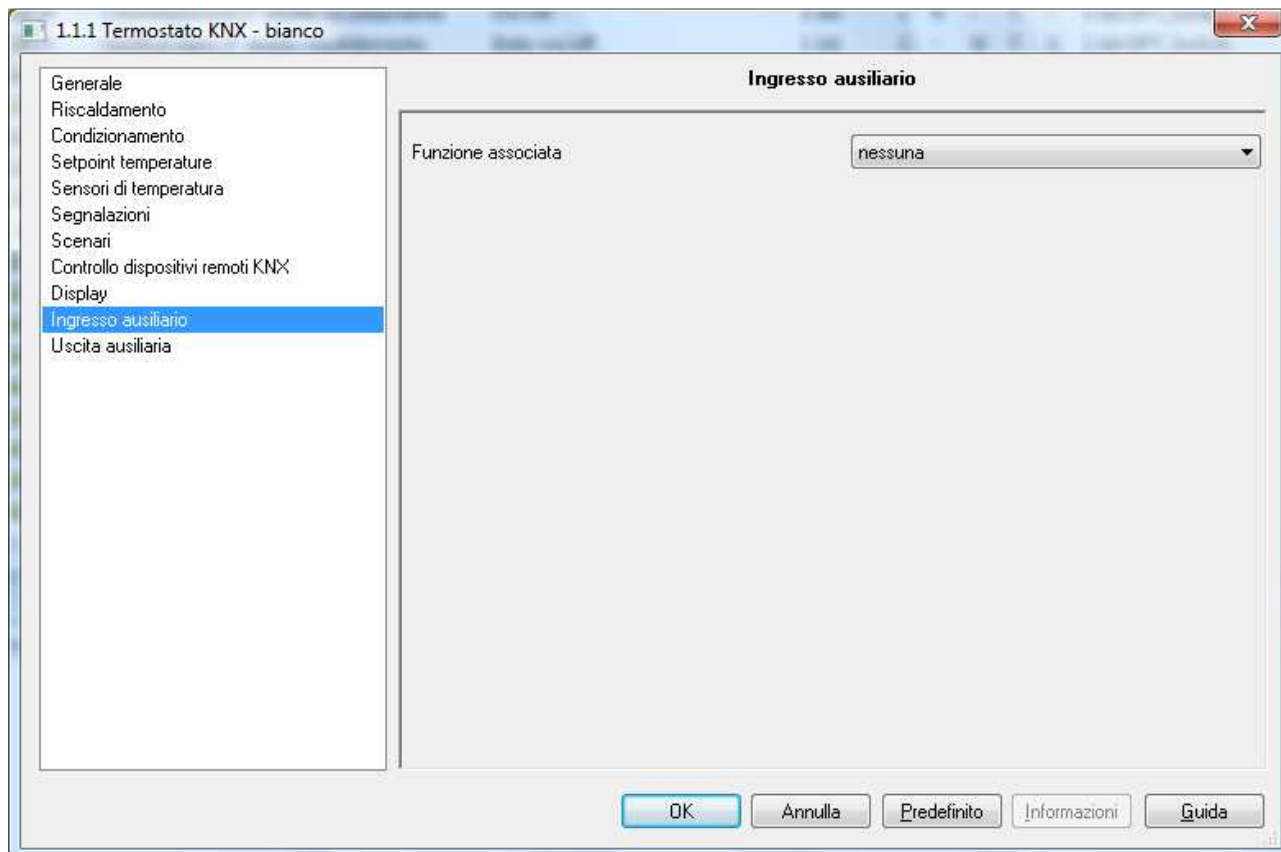 1.1.1 Termostato KNX - bianco
Generale
Riscaldamento
Condizionamento
Setpoint temperature
Sensori di temperatura
Segnalazioni
Scenari
Controllo dispositivi remoti KNX
Display
Ingresso ausiliario
Uscita ausiliaria
Ingresso ausiliario
Funzione associata
nessuna
OK
Annulla
Predefinito
Informazioni
Guida